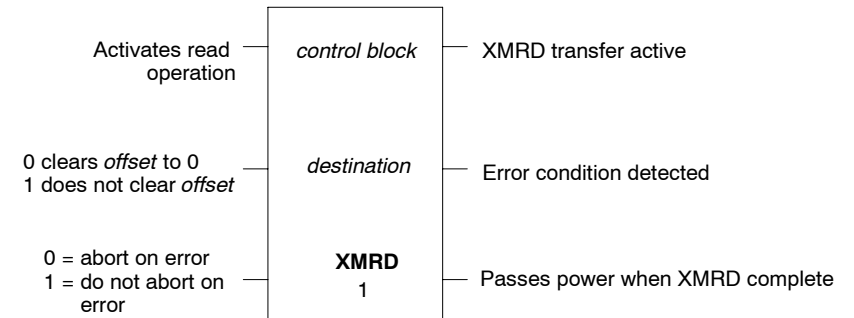 Activates read
operation
control block
XMRD transfer active
0 clears offset to 0
1 does not clear offset
destination
Error condition detected
0 = abort on error
1 = do not abort on
error
XMRD
1
Passes power when XMRD complete